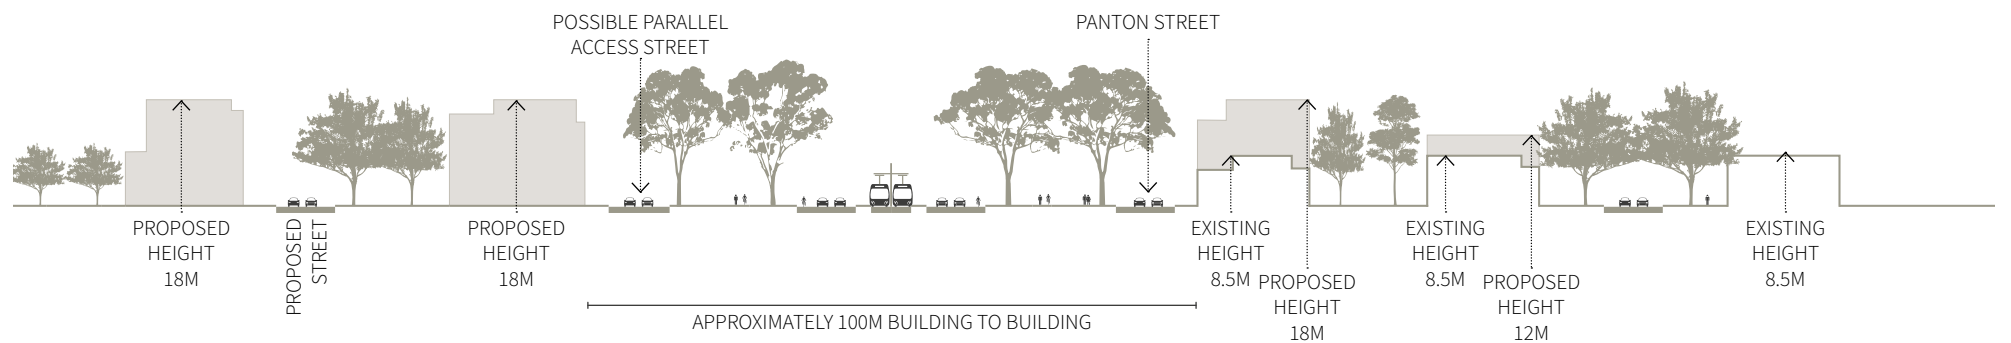 POSSIBLE PARALLEL
ACCESS STREET
PANTON STREET
PROPOSED
HEIGHT
18M
PROPOSED
STREET
PROPOSED
HEIGHT
18M
EXISTING
HEIGHT
8.5M
PROPOSED
HEIGHT
18M
EXISTING
HEIGHT
8.5M
PROPOSED
HEIGHT
12M
EXISTING
HEIGHT
8.5M
APPROXIMATELY 100M BUILDING TO BUILDING